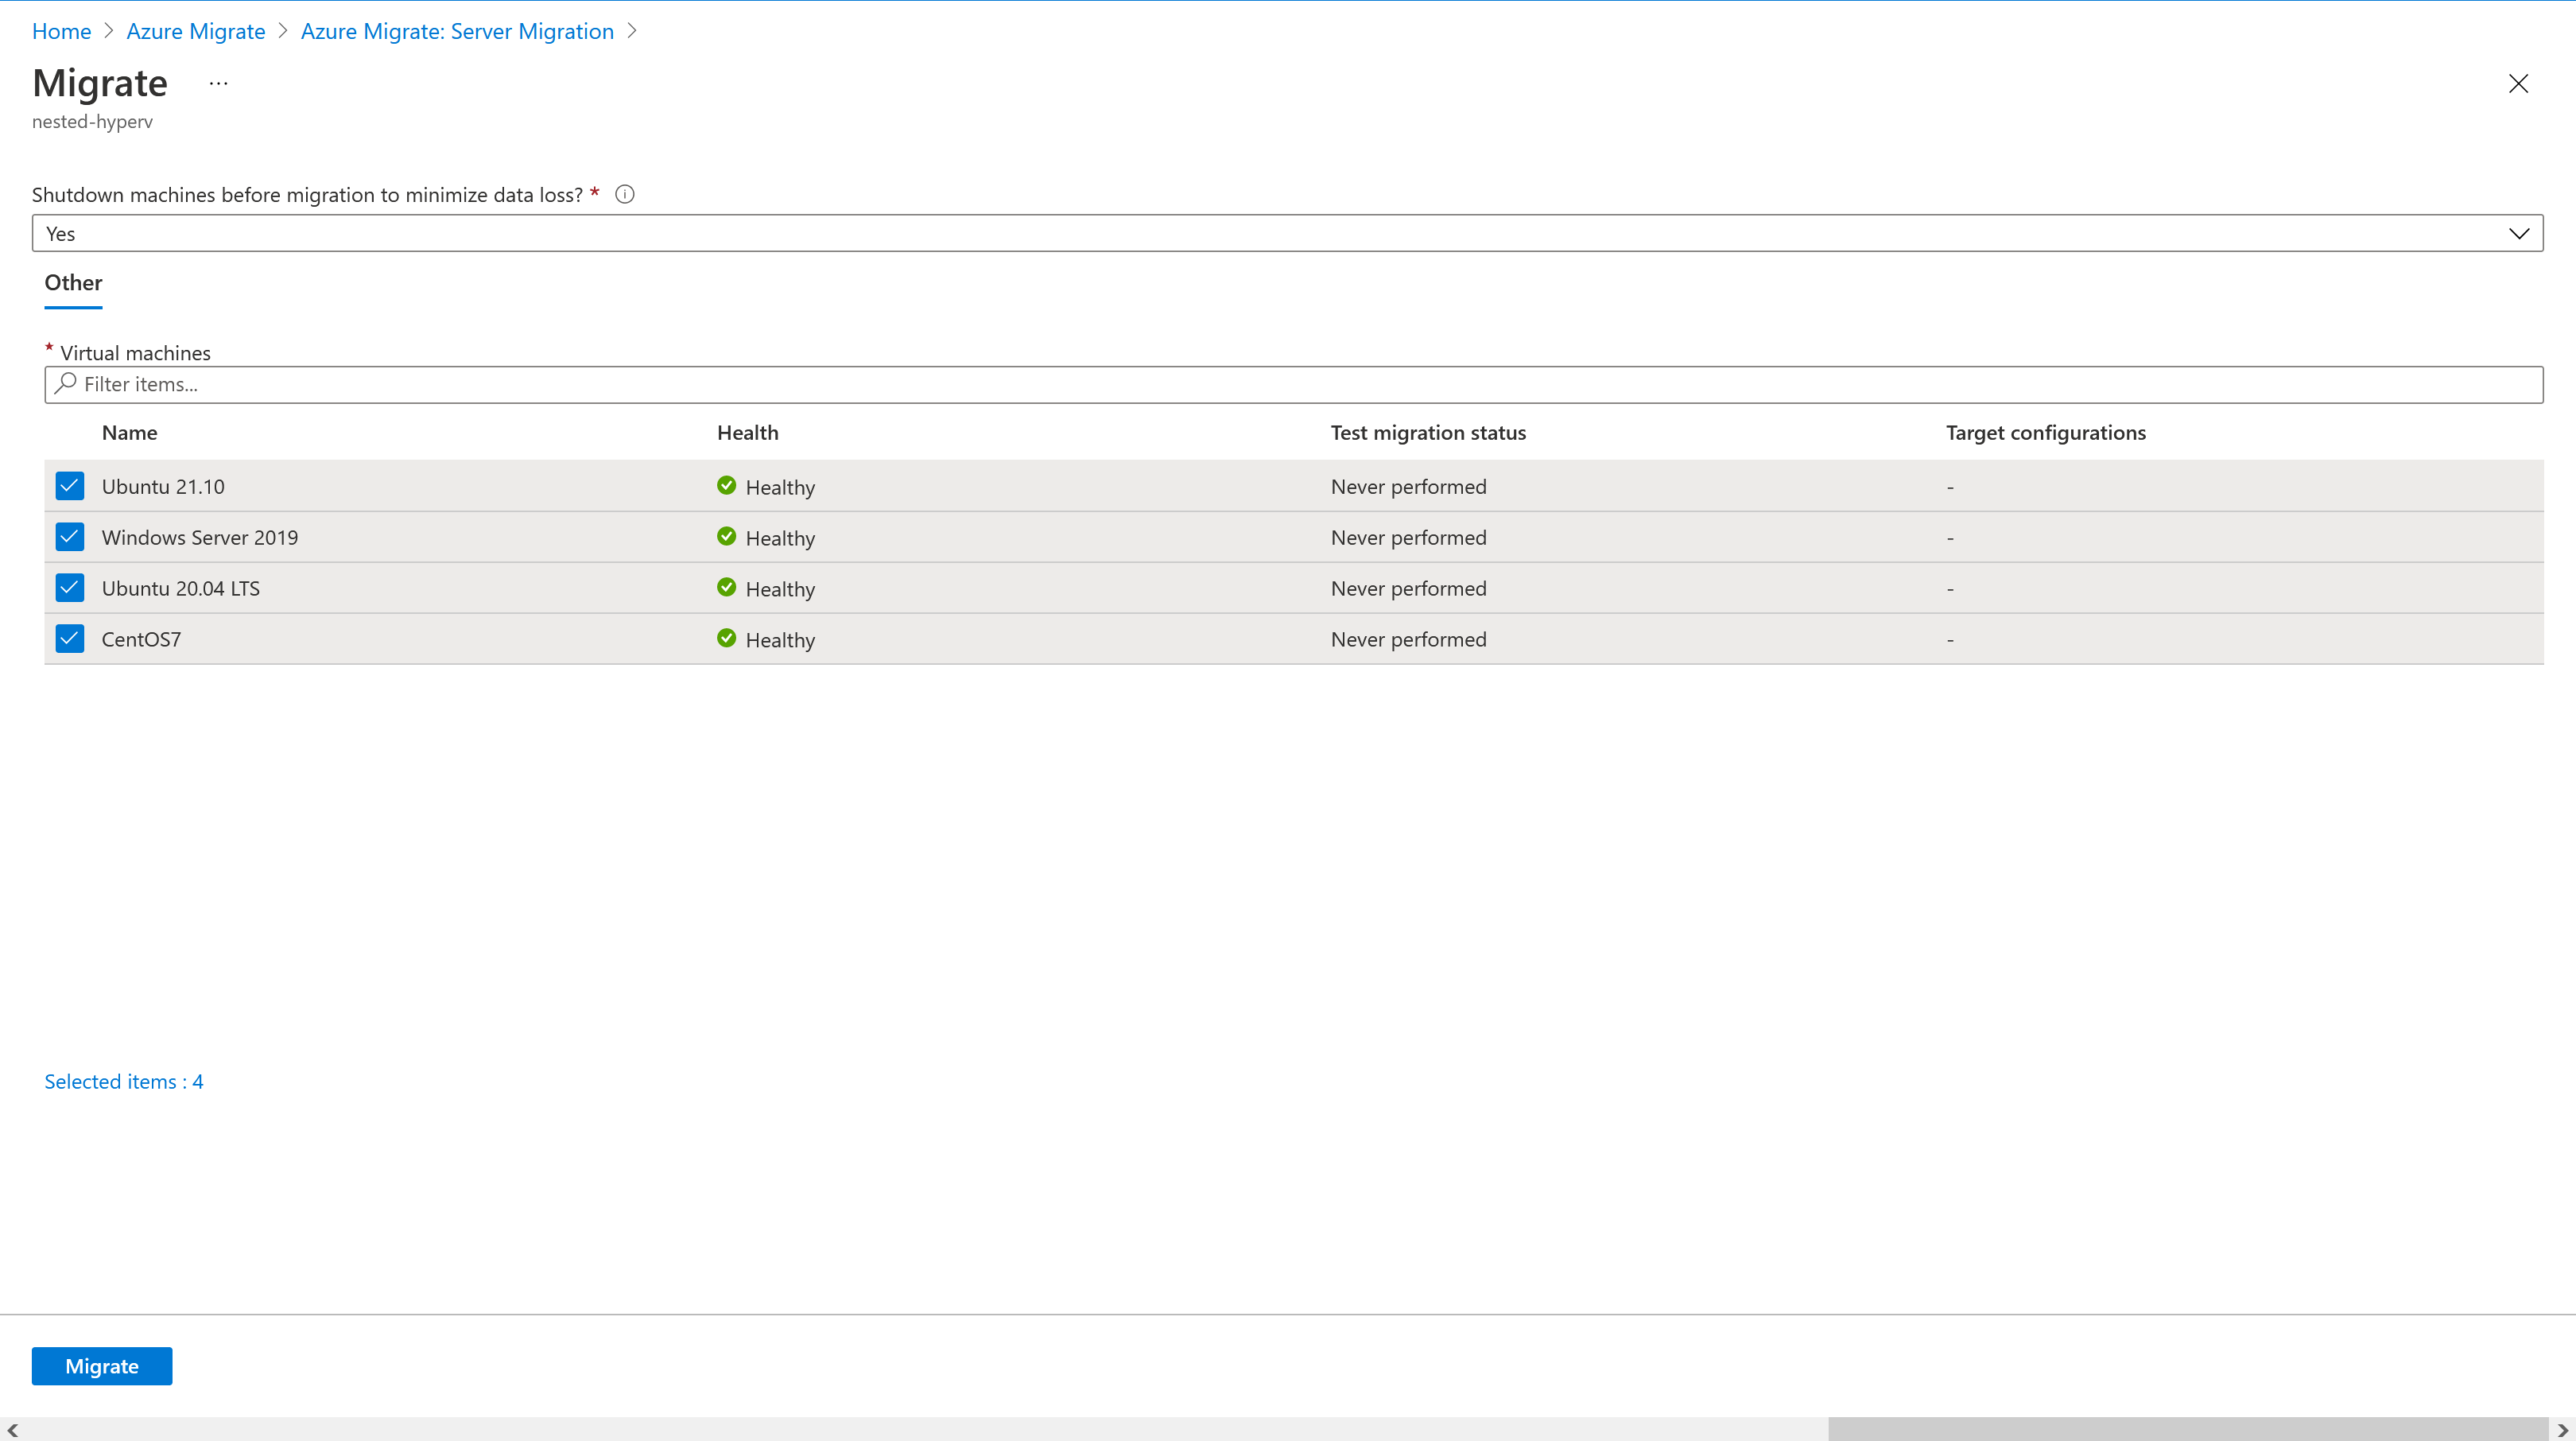 Home > Azure Migrate > Azure Migrate: Server Migration >
Migrate ...
nested-hyperv
Shutdown machines before migration to minimize data loss? *
Yes
Other
* Virtual machines
Filter items...
Name Health Test migration status Target configurations
Ubuntu 21.10 Healthy Never performed -
Windows Server 2019 Healthy Never performed -
Ubuntu 20.04 LTS Healthy Never performed -
CentOS7 Healthy Never performed -
Selected items : 4
Migrate